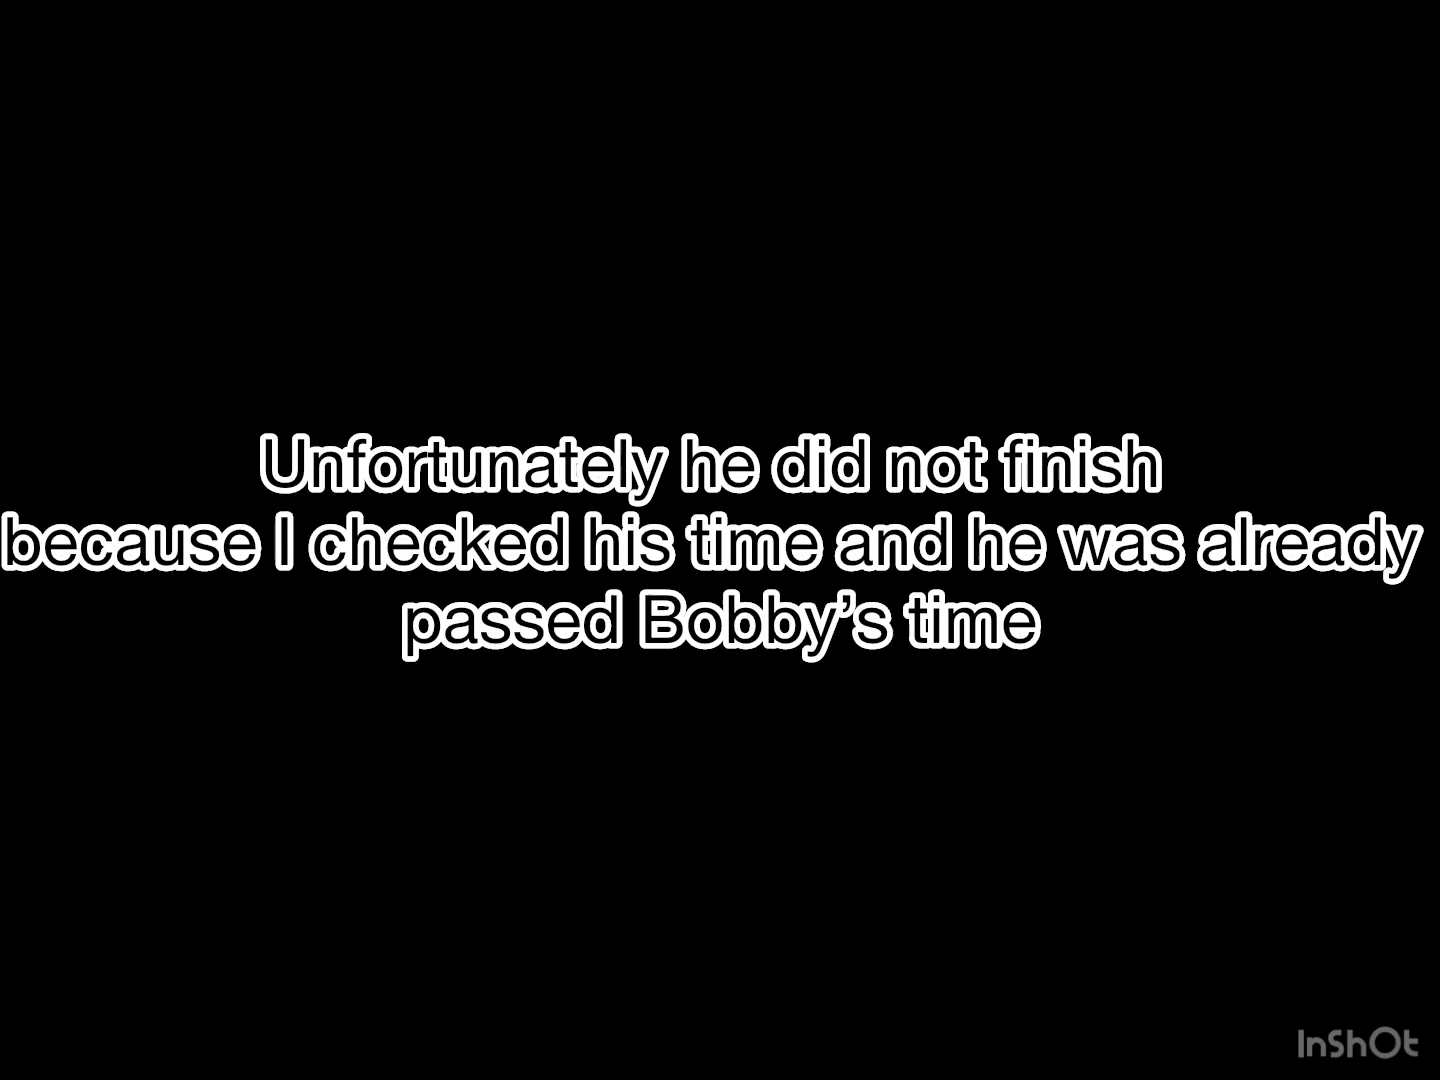 Unfortunately he did not finish
because I checked his time and he was already
passed Bobby’s time
InShOt